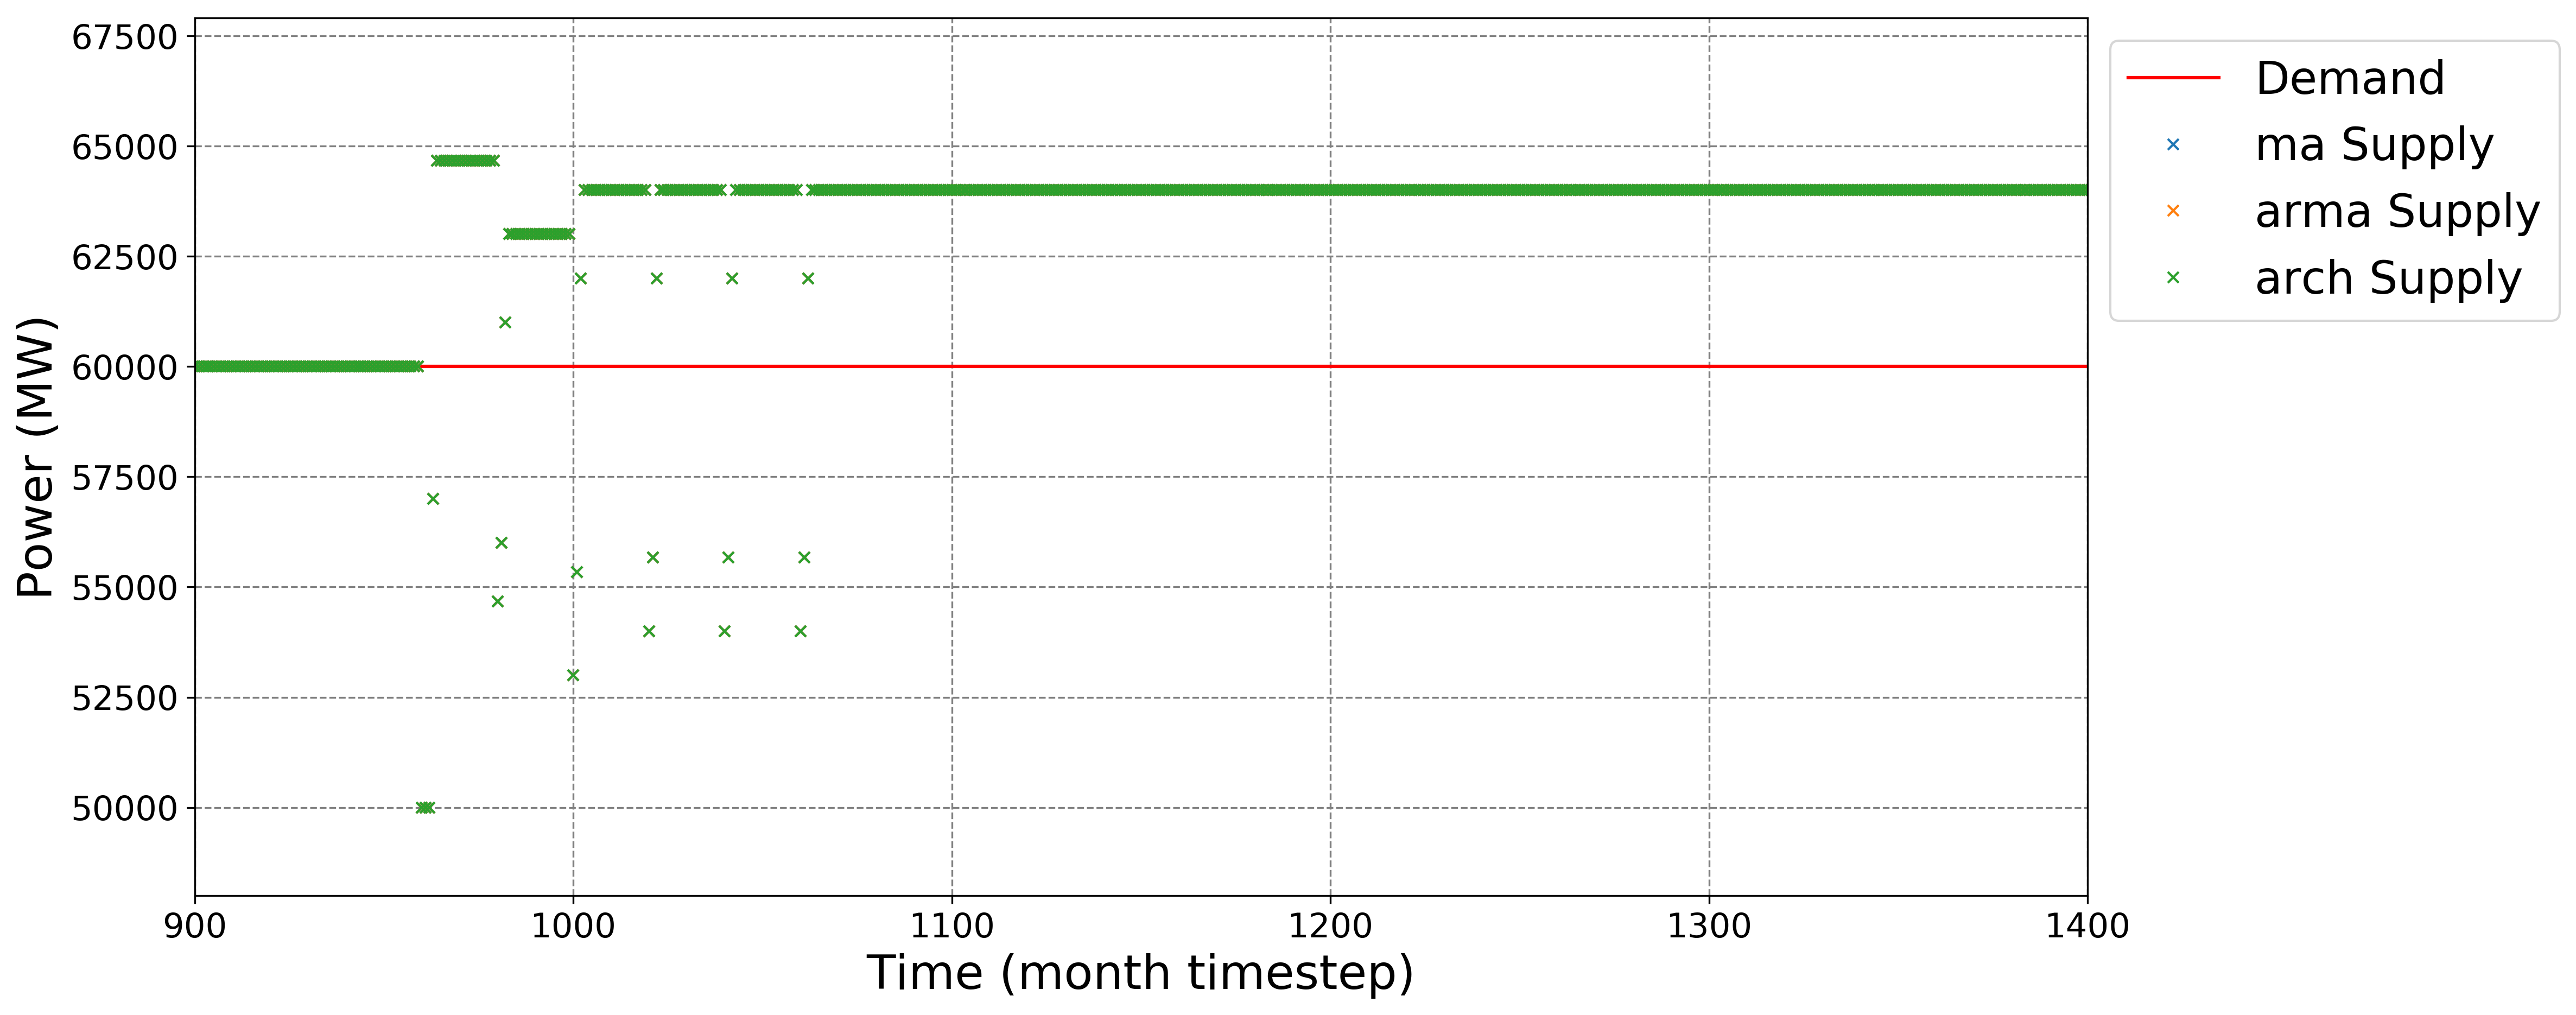 67500
65000
62500
60000
57500
55000
52500
50000
Power (MW)
900 1000 1100 1200 1300 1400
Time (month timestep)
Demand
ma Supply
arma Supply
arch Supply